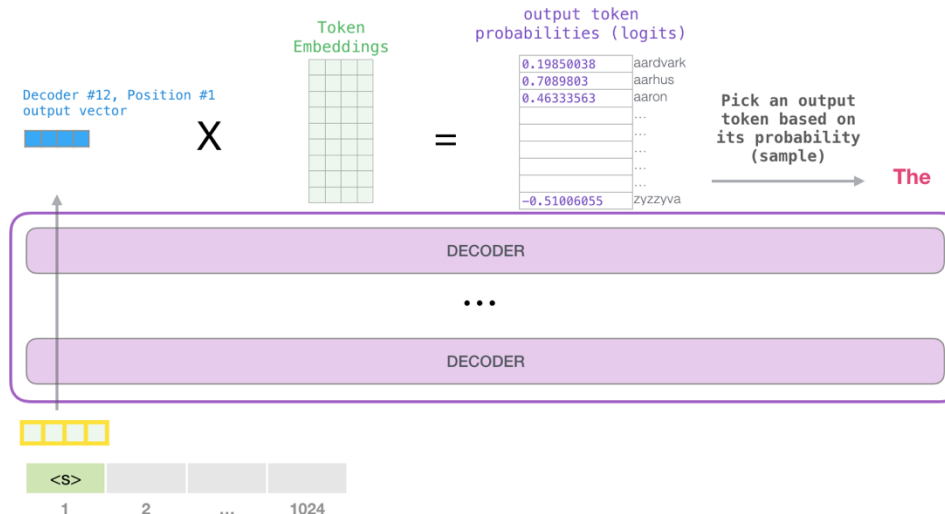 output token
probabilities (logits)
Token
Embeddings
Decoder #12, Position #1
output vector
X
=
0.19850038 aardvark
0.7089803 aarhus
0.46333563 aaron
...
...
...
...
...
-0.51006055 zyzzyva
Pick an output
token based on
its probability
(sample)
The
DECODER
...
DECODER
<s>
1 2 ... 1024